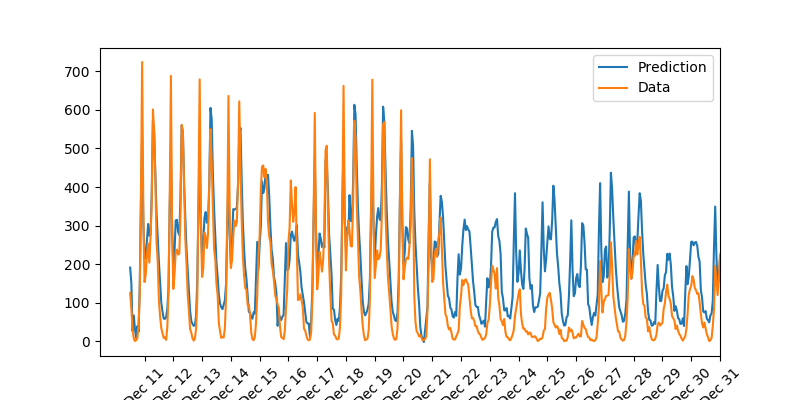 Prediction
Data
700
600
500
400
300
200
100
0
Dec 11
Dec 12
Dec 13
Dec 14
Dec 15
Dec 16
Dec 17
Dec 18
Dec 19
Dec 20
Dec 21
Dec 22
Dec 23
Dec 24
Dec 25
Dec 26
Dec 27
Dec 28
Dec 29
Dec 30
Dec 31